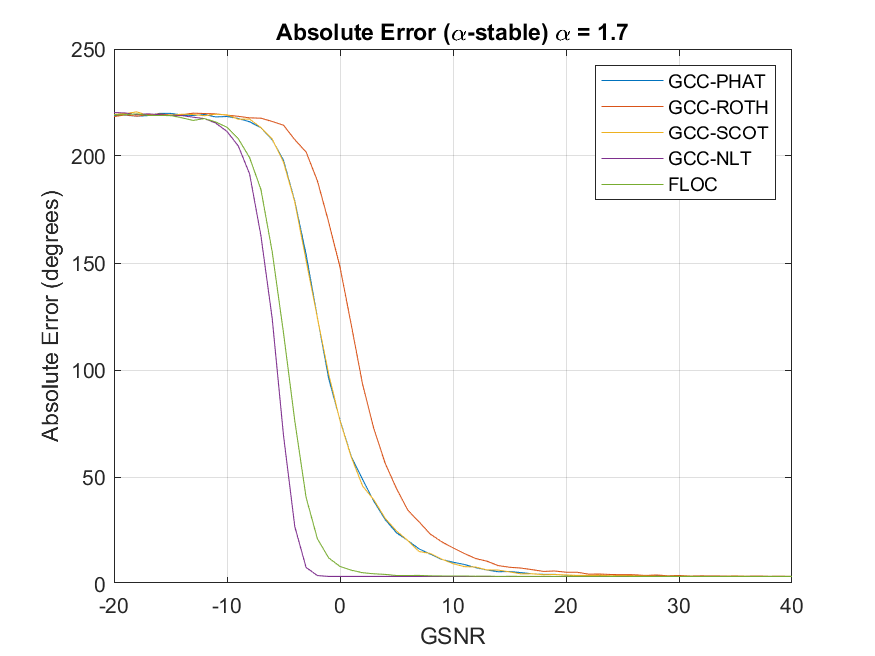 Absolute Error (α-stable) α = 1.7
250
200
150
100
50
0
Absolute Error (degrees)
GCC-PHAT
GCC-ROTH
GCC-SCOT
GCC-NLT
FLOC
-20
-10
0
10
20
30
40
GSNR